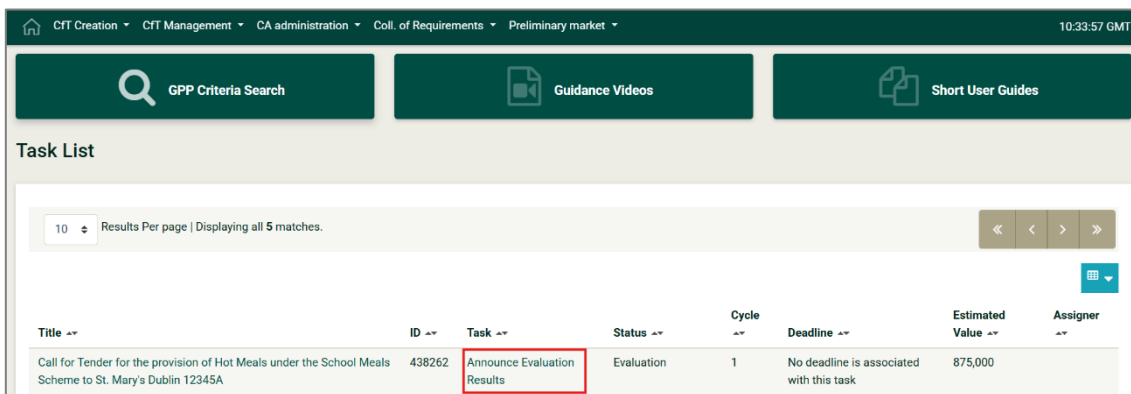 CfT Creation CfT Management CA administration Coll. of Requirements Preliminary market 10:33:57 GMT
GPP Criteria Search Guidance Videos Short User Guides
Task List
10 Results Per page | Displaying all 5 matches.
« ‹ › »
Cycle Estimated Assigner
Title ID Task Status Deadline Value
Call for Tender for the provision of Hot Meals under the School Meals 438262 Announce Evaluation Evaluation 1 No deadline is associated 875,000
Scheme to St. Mary's Dublin 12345A Results with this task